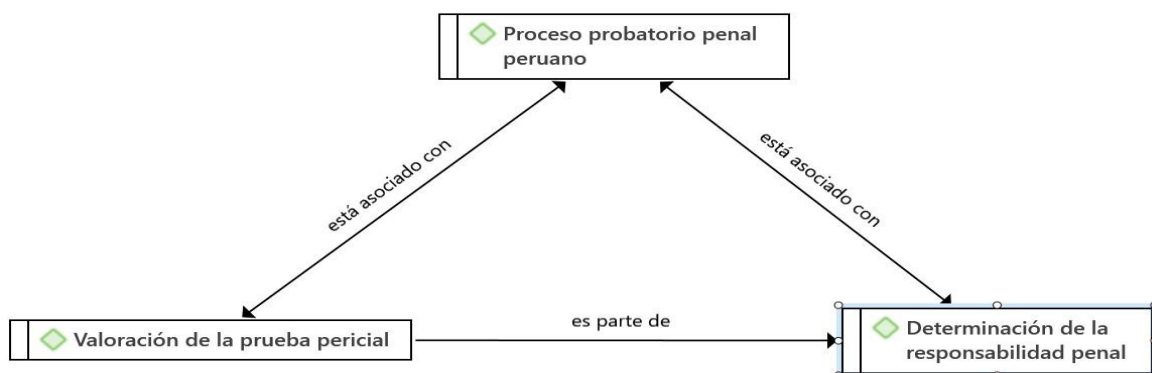 Proceso probatorio penal
peruano
está asociado con
está asociado con
es parte de
Valoración de la prueba pericial
Determinación de la
responsabilidad penal